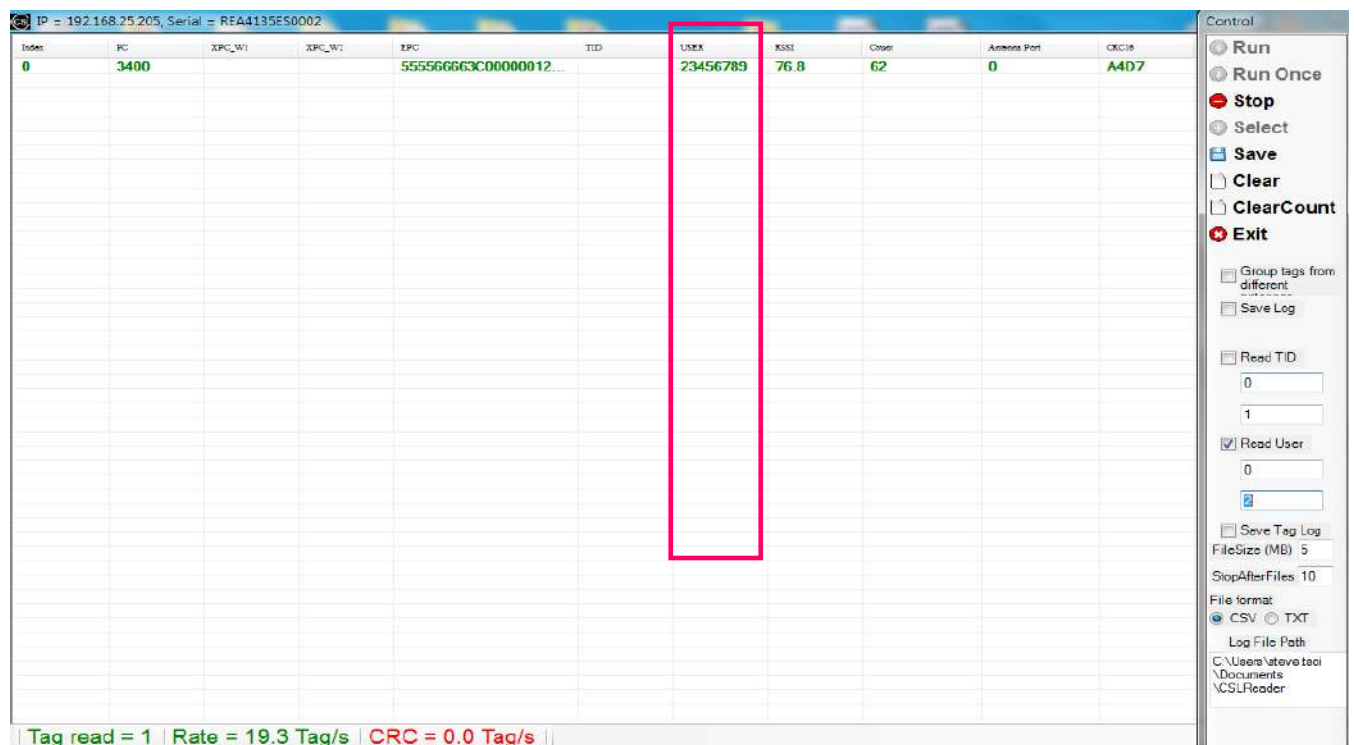 IP = 192.168.25.205, Serial = REA4135ES0002
Index PC XPC_W1 XPC_W1 EPC TID USER RSSI Count Antenna Port CRC16
0 3400 555566663C00000012... 23456789 76.8 62 0 A4D7
Tag read = 1 Rate = 19.3 Tag/s CRC = 0.0 Tag/s
Control
Run
Run Once
Stop
Select
Save
Clear
ClearCount
Exit
Group tags from
different
Save Log
Read TID
0
1
Read User
0
2
Save Tag Log
FileSize (MB) 5
StopAfterFiles 10
File format
CSV TXT
Log File Path
C:\Users\steve.tsoi
\Documents
\CSLReader